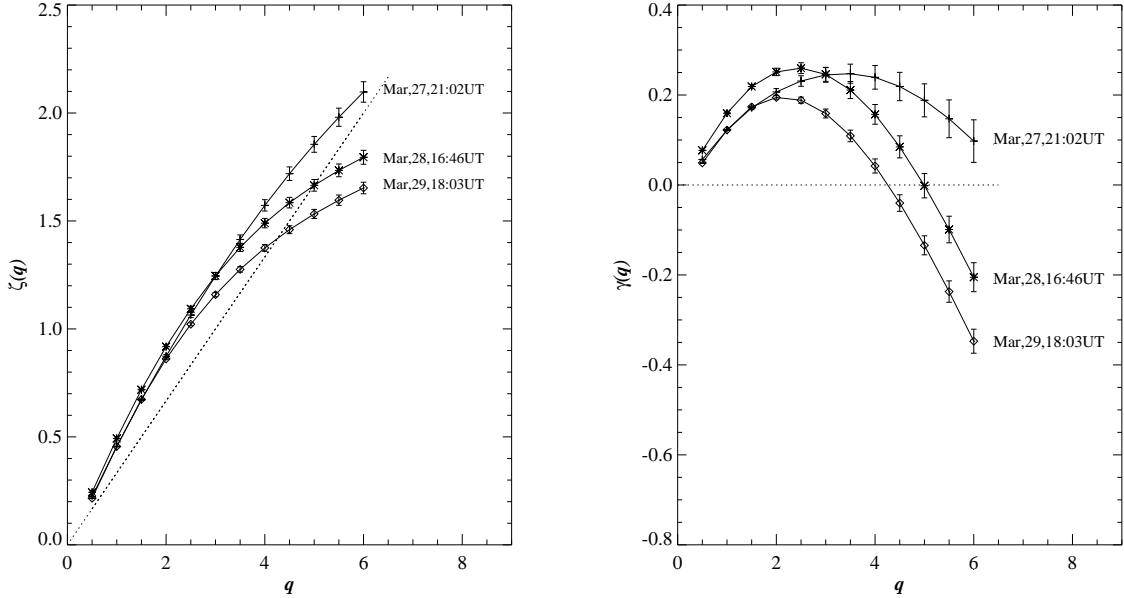 2.5
2.0
1.5
1.0
0.5
0.0
0 2 4 6 8
q
ζ(q)
Mar,27,21:02UT
Mar,28,16:46UT
Mar,29,18:03UT
0.4
0.2
0.0
-0.2
-0.4
-0.6
-0.8
0 2 4 6 8
q
γ(q)
Mar,27,21:02UT
Mar,28,16:46UT
Mar,29,18:03UT